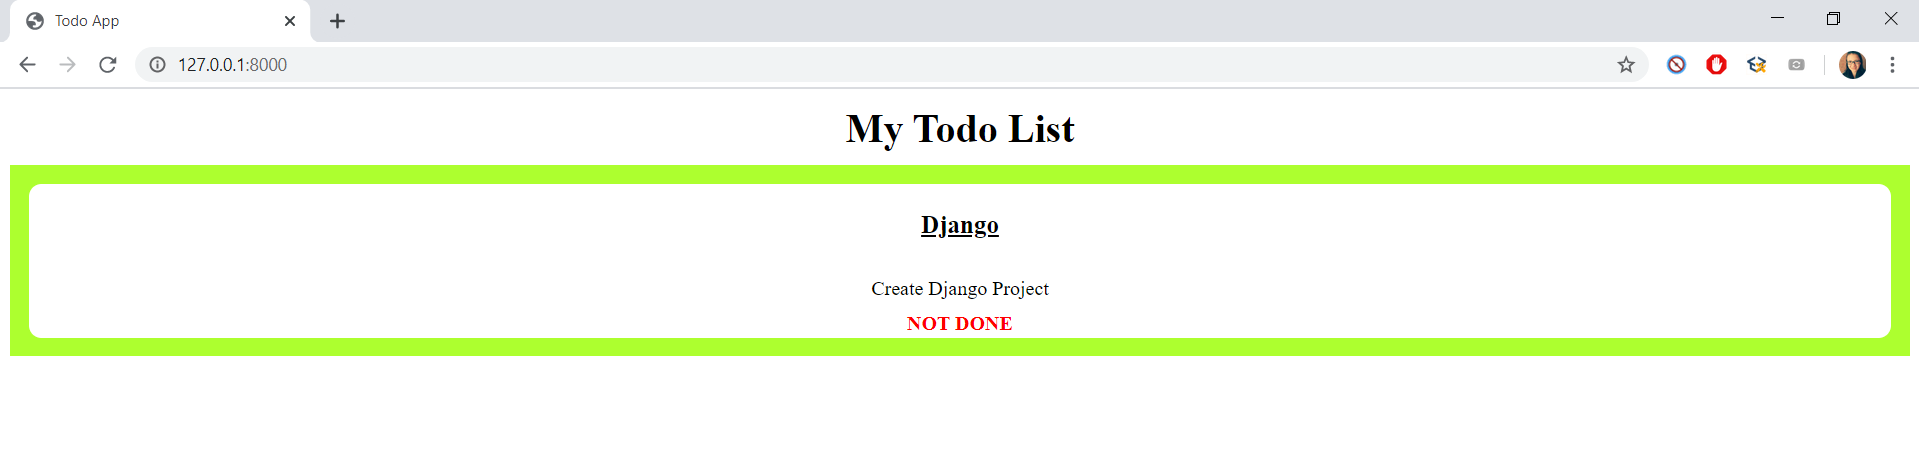 Todo App
127.0.0.1:8000
My Todo List
Django
Create Django Project
NOT DONE